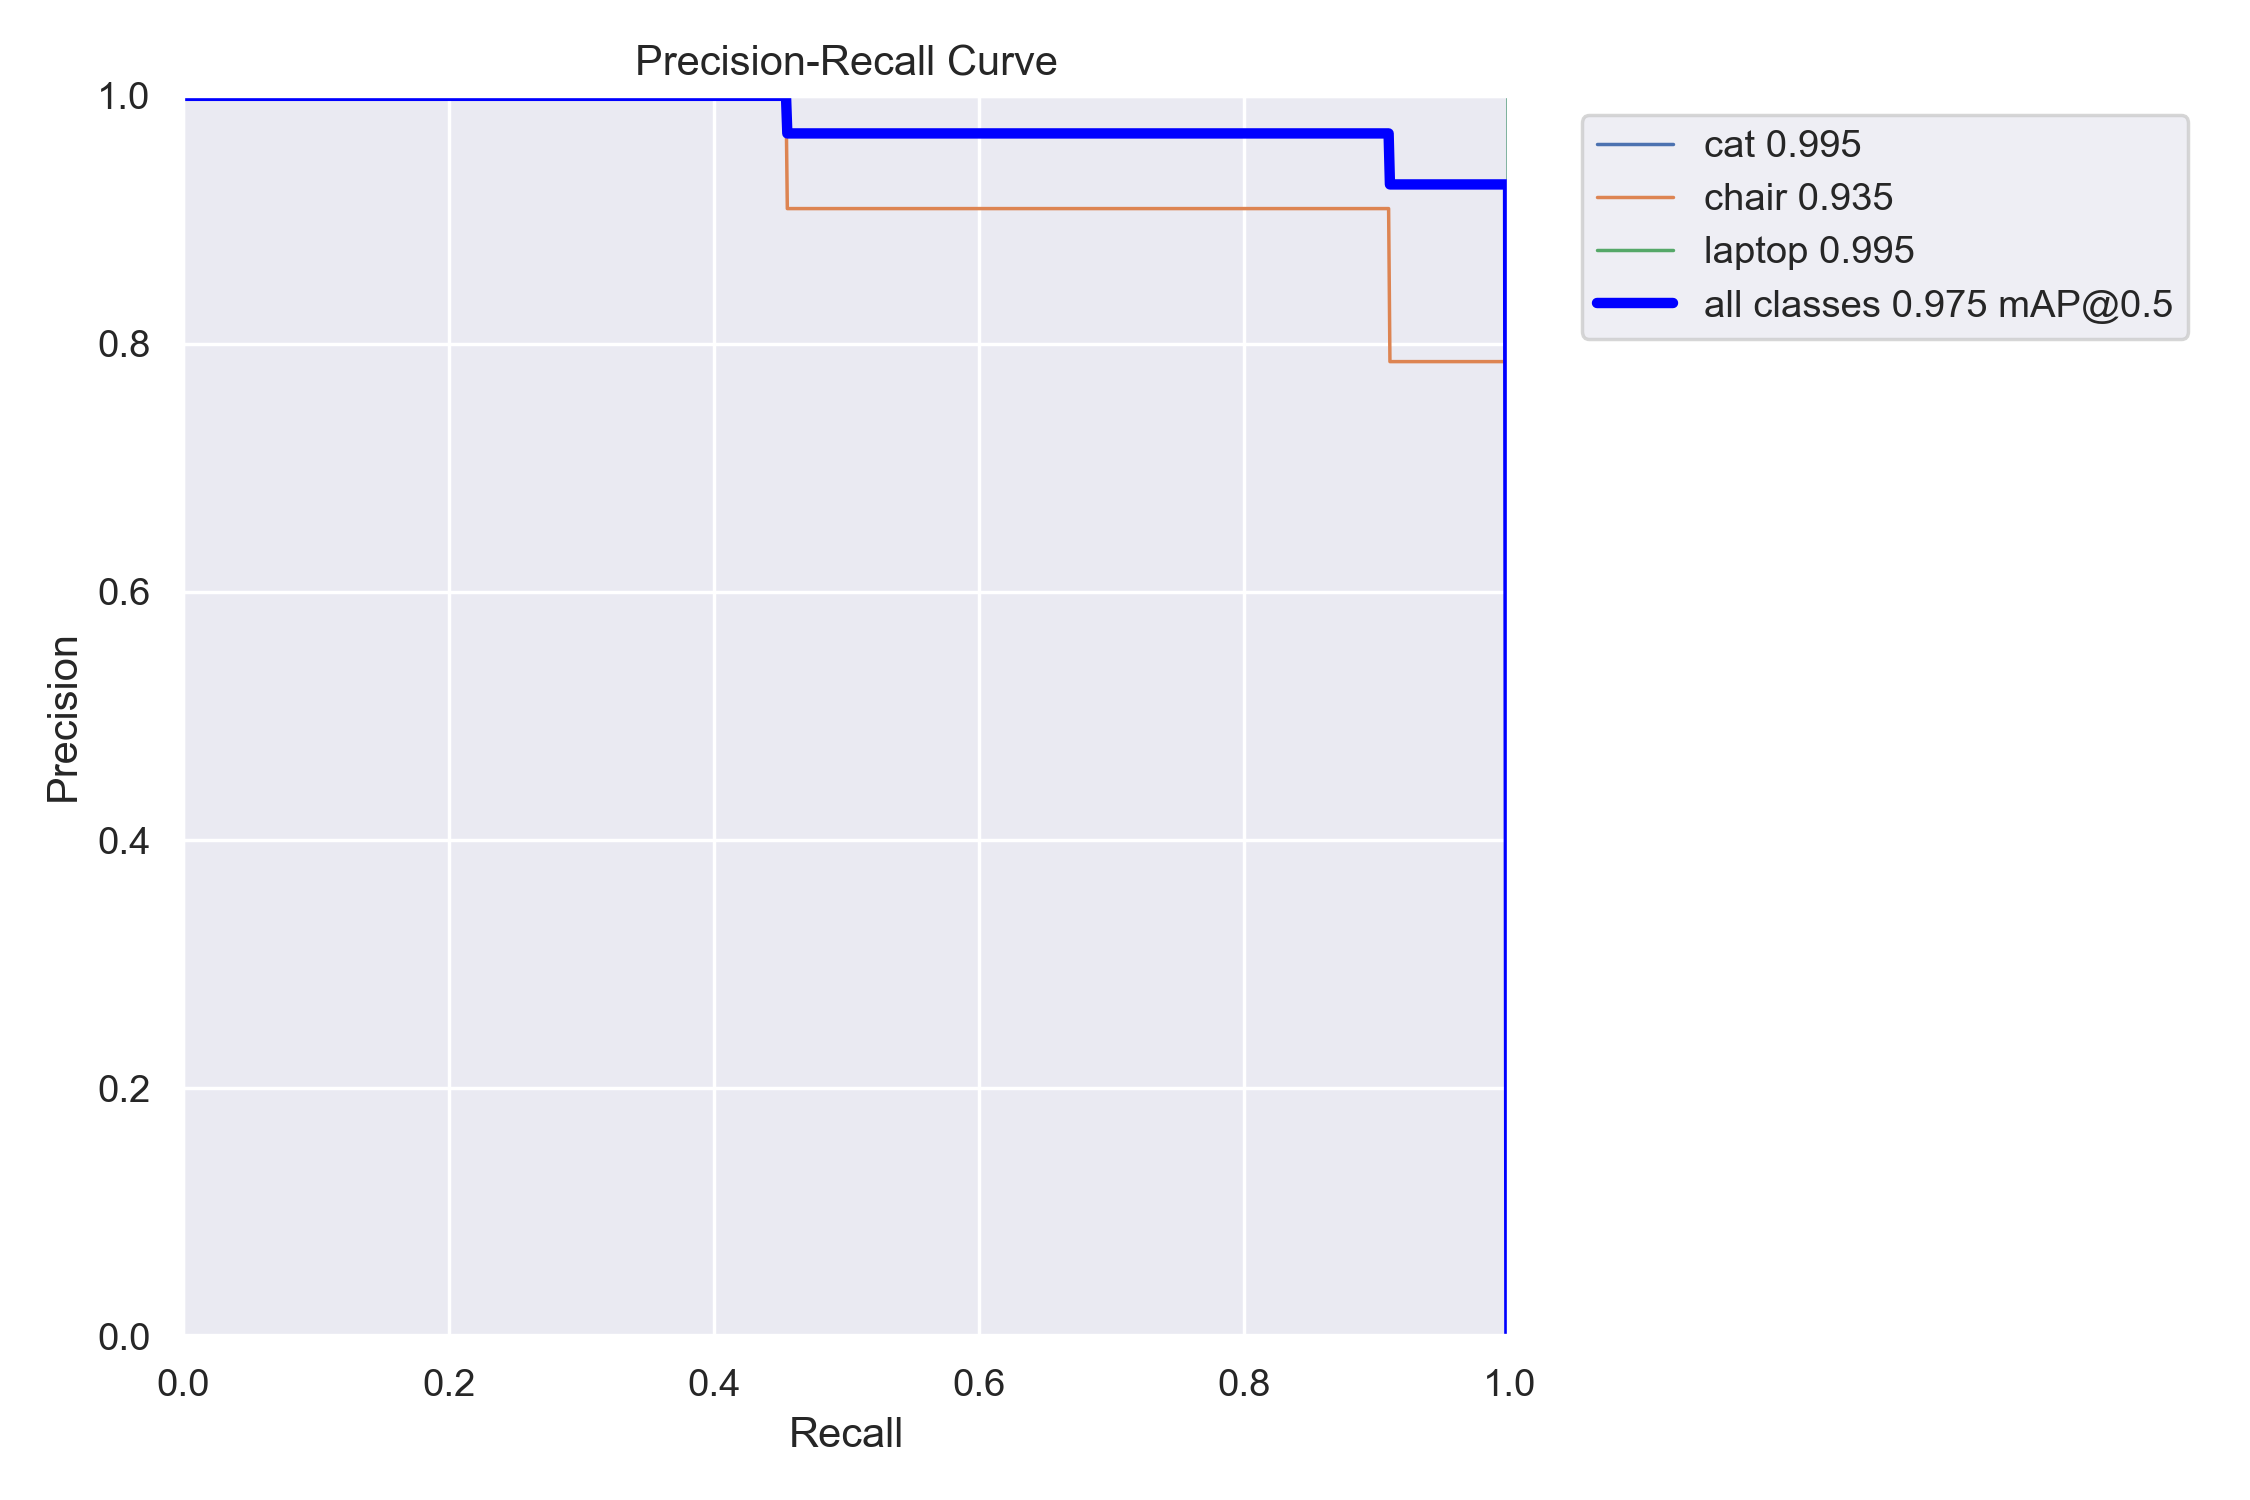 Precision-Recall Curve
1.0
0.8
0.6
0.4
0.2
0.0
Precision
0.0 0.2 0.4 0.6 0.8 1.0
Recall
cat 0.995
chair 0.935
laptop 0.995
all classes 0.975 mAP@0.5